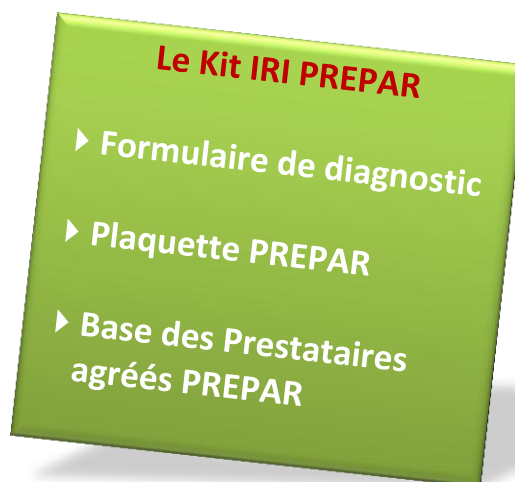 Le Kit IRI PREPAR
Formulaire de diagnostic
Plaquette PREPAR
Base des Prestataires
agréés PREPAR